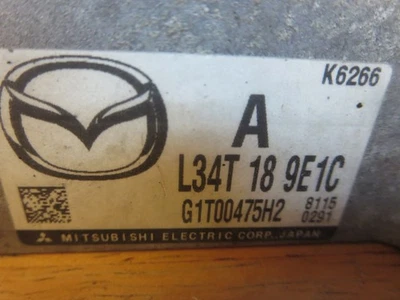 K6266
A
L34T 18 9E1C
G1T00475H2 8115
0291
MITSUBISHI ELECTRIC CORP. JAPAN